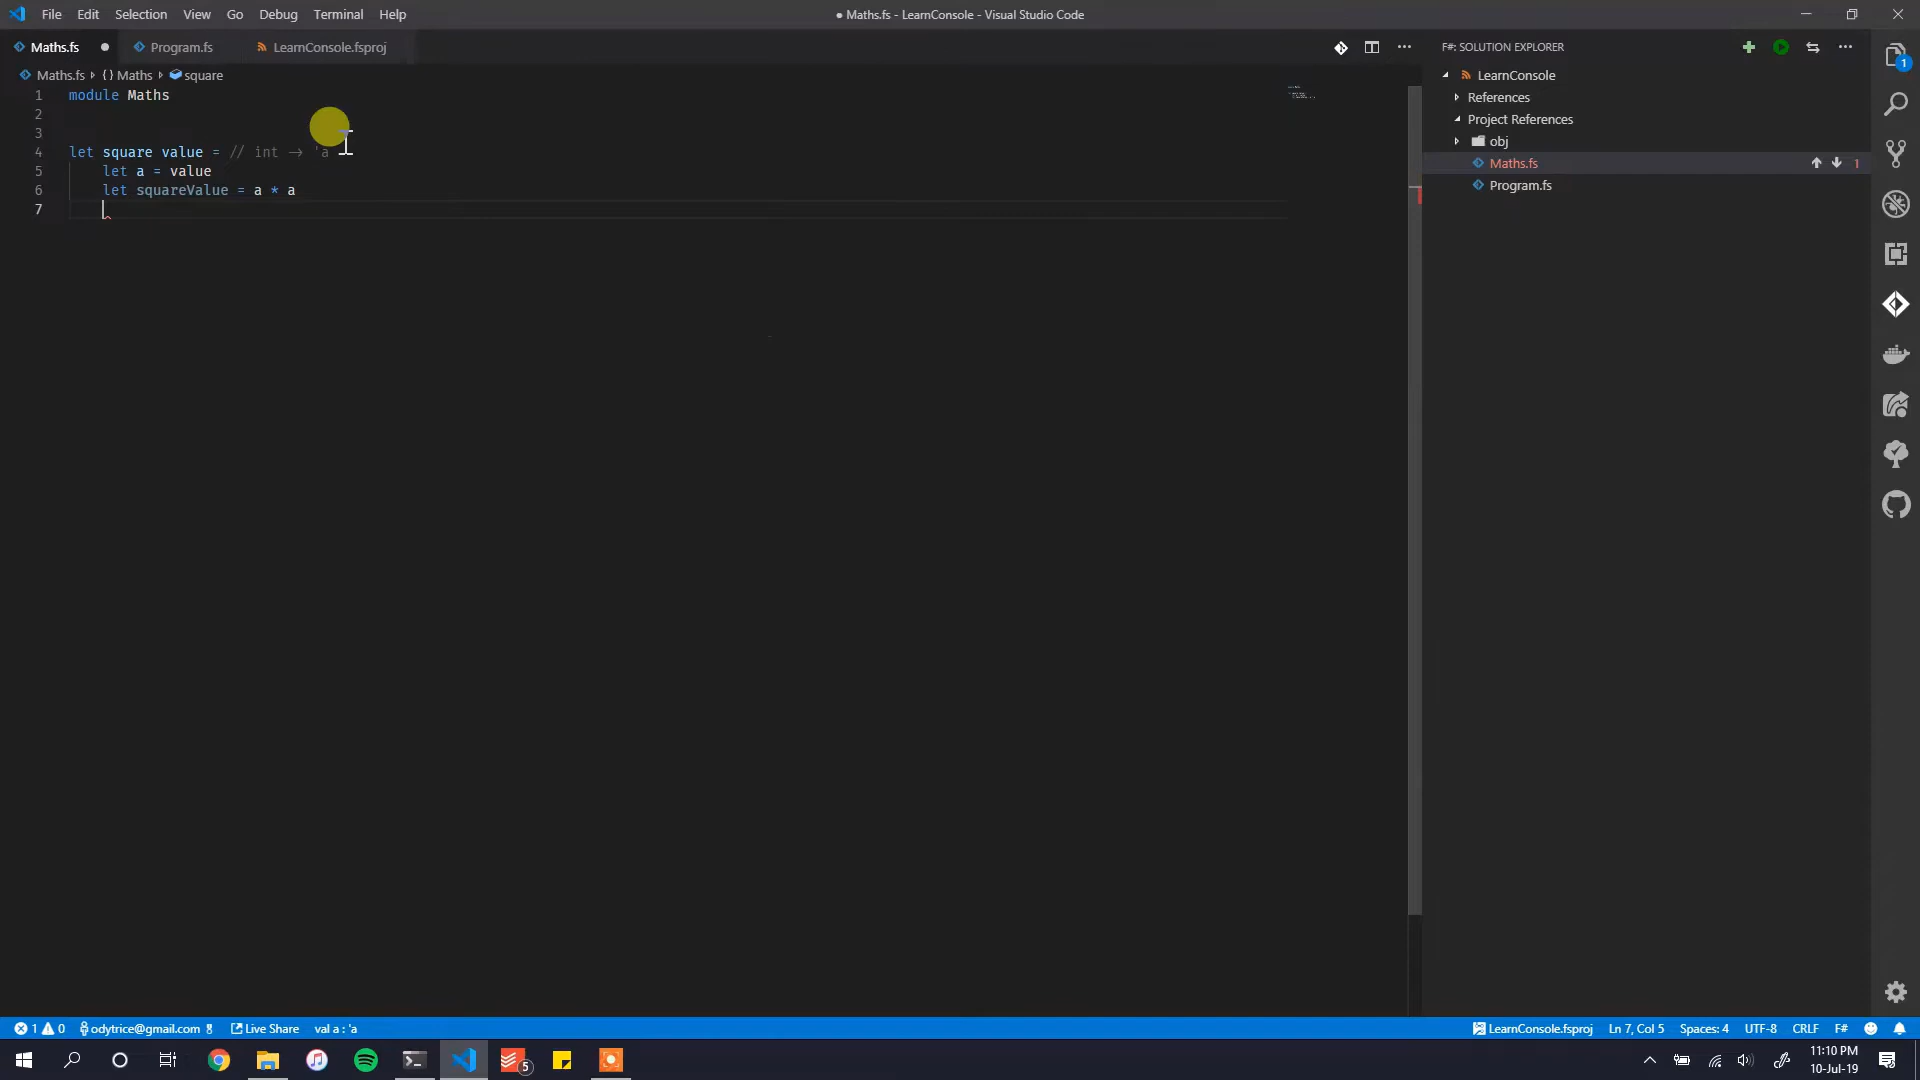 File Edit Selection View Go Debug Terminal Help
● Maths.fs - LearnConsole - Visual Studio Code
Maths.fs ● Program.fs LearnConsole.fsproj
F#: SOLUTION EXPLORER
Maths.fs {} Maths square
1 module Maths
2
3
4 let square value = // int -> 'a
5 let a = value
6 let squareValue = a * a
7
LearnConsole
References
Project References
obj
Maths.fs 1
Program.fs
1
1 0 odytrice@gmail.com 8 Live Share val a : 'a
LearnConsole.fsproj Ln 7, Col 5 Spaces: 4 UTF-8 CRLF F#
5
11:10 PM
10-Jul-19